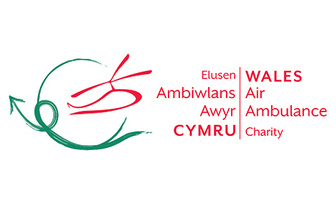 Elusen
Ambiwlans
Awyr
CYMRU
WALES
Air
Ambulance
Charity